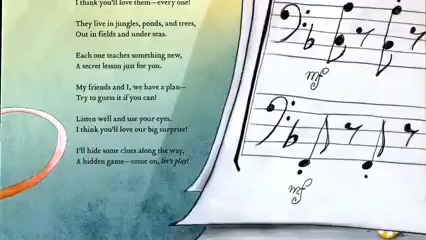 I think you'll love them—every one!
They live in jungles, ponds, and trees,
Out in fields and under seas.
Each one teaches something new,
A secret lesson just for you.
My friends and I, we have a plan—
Try to guess it if you can!
Listen well and use your eyes.
I think you'll love our big surprise!
I'll hide some clues along the way,
A hidden game—come on, let's play!
mf
mf